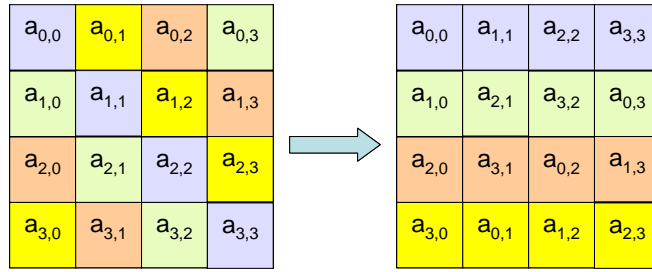 a0,0 a0,1 a0,2 a0,3 a0,0 a1,1 a2,2 a3,3
a1,0 a1,1 a1,2 a1,3 a1,0 a2,1 a3,2 a0,3
a2,0 a2,1 a2,2 a2,3 a2,0 a3,1 a0,2 a1,3
a3,0 a3,1 a3,2 a3,3 a3,0 a0,1 a1,2 a2,3